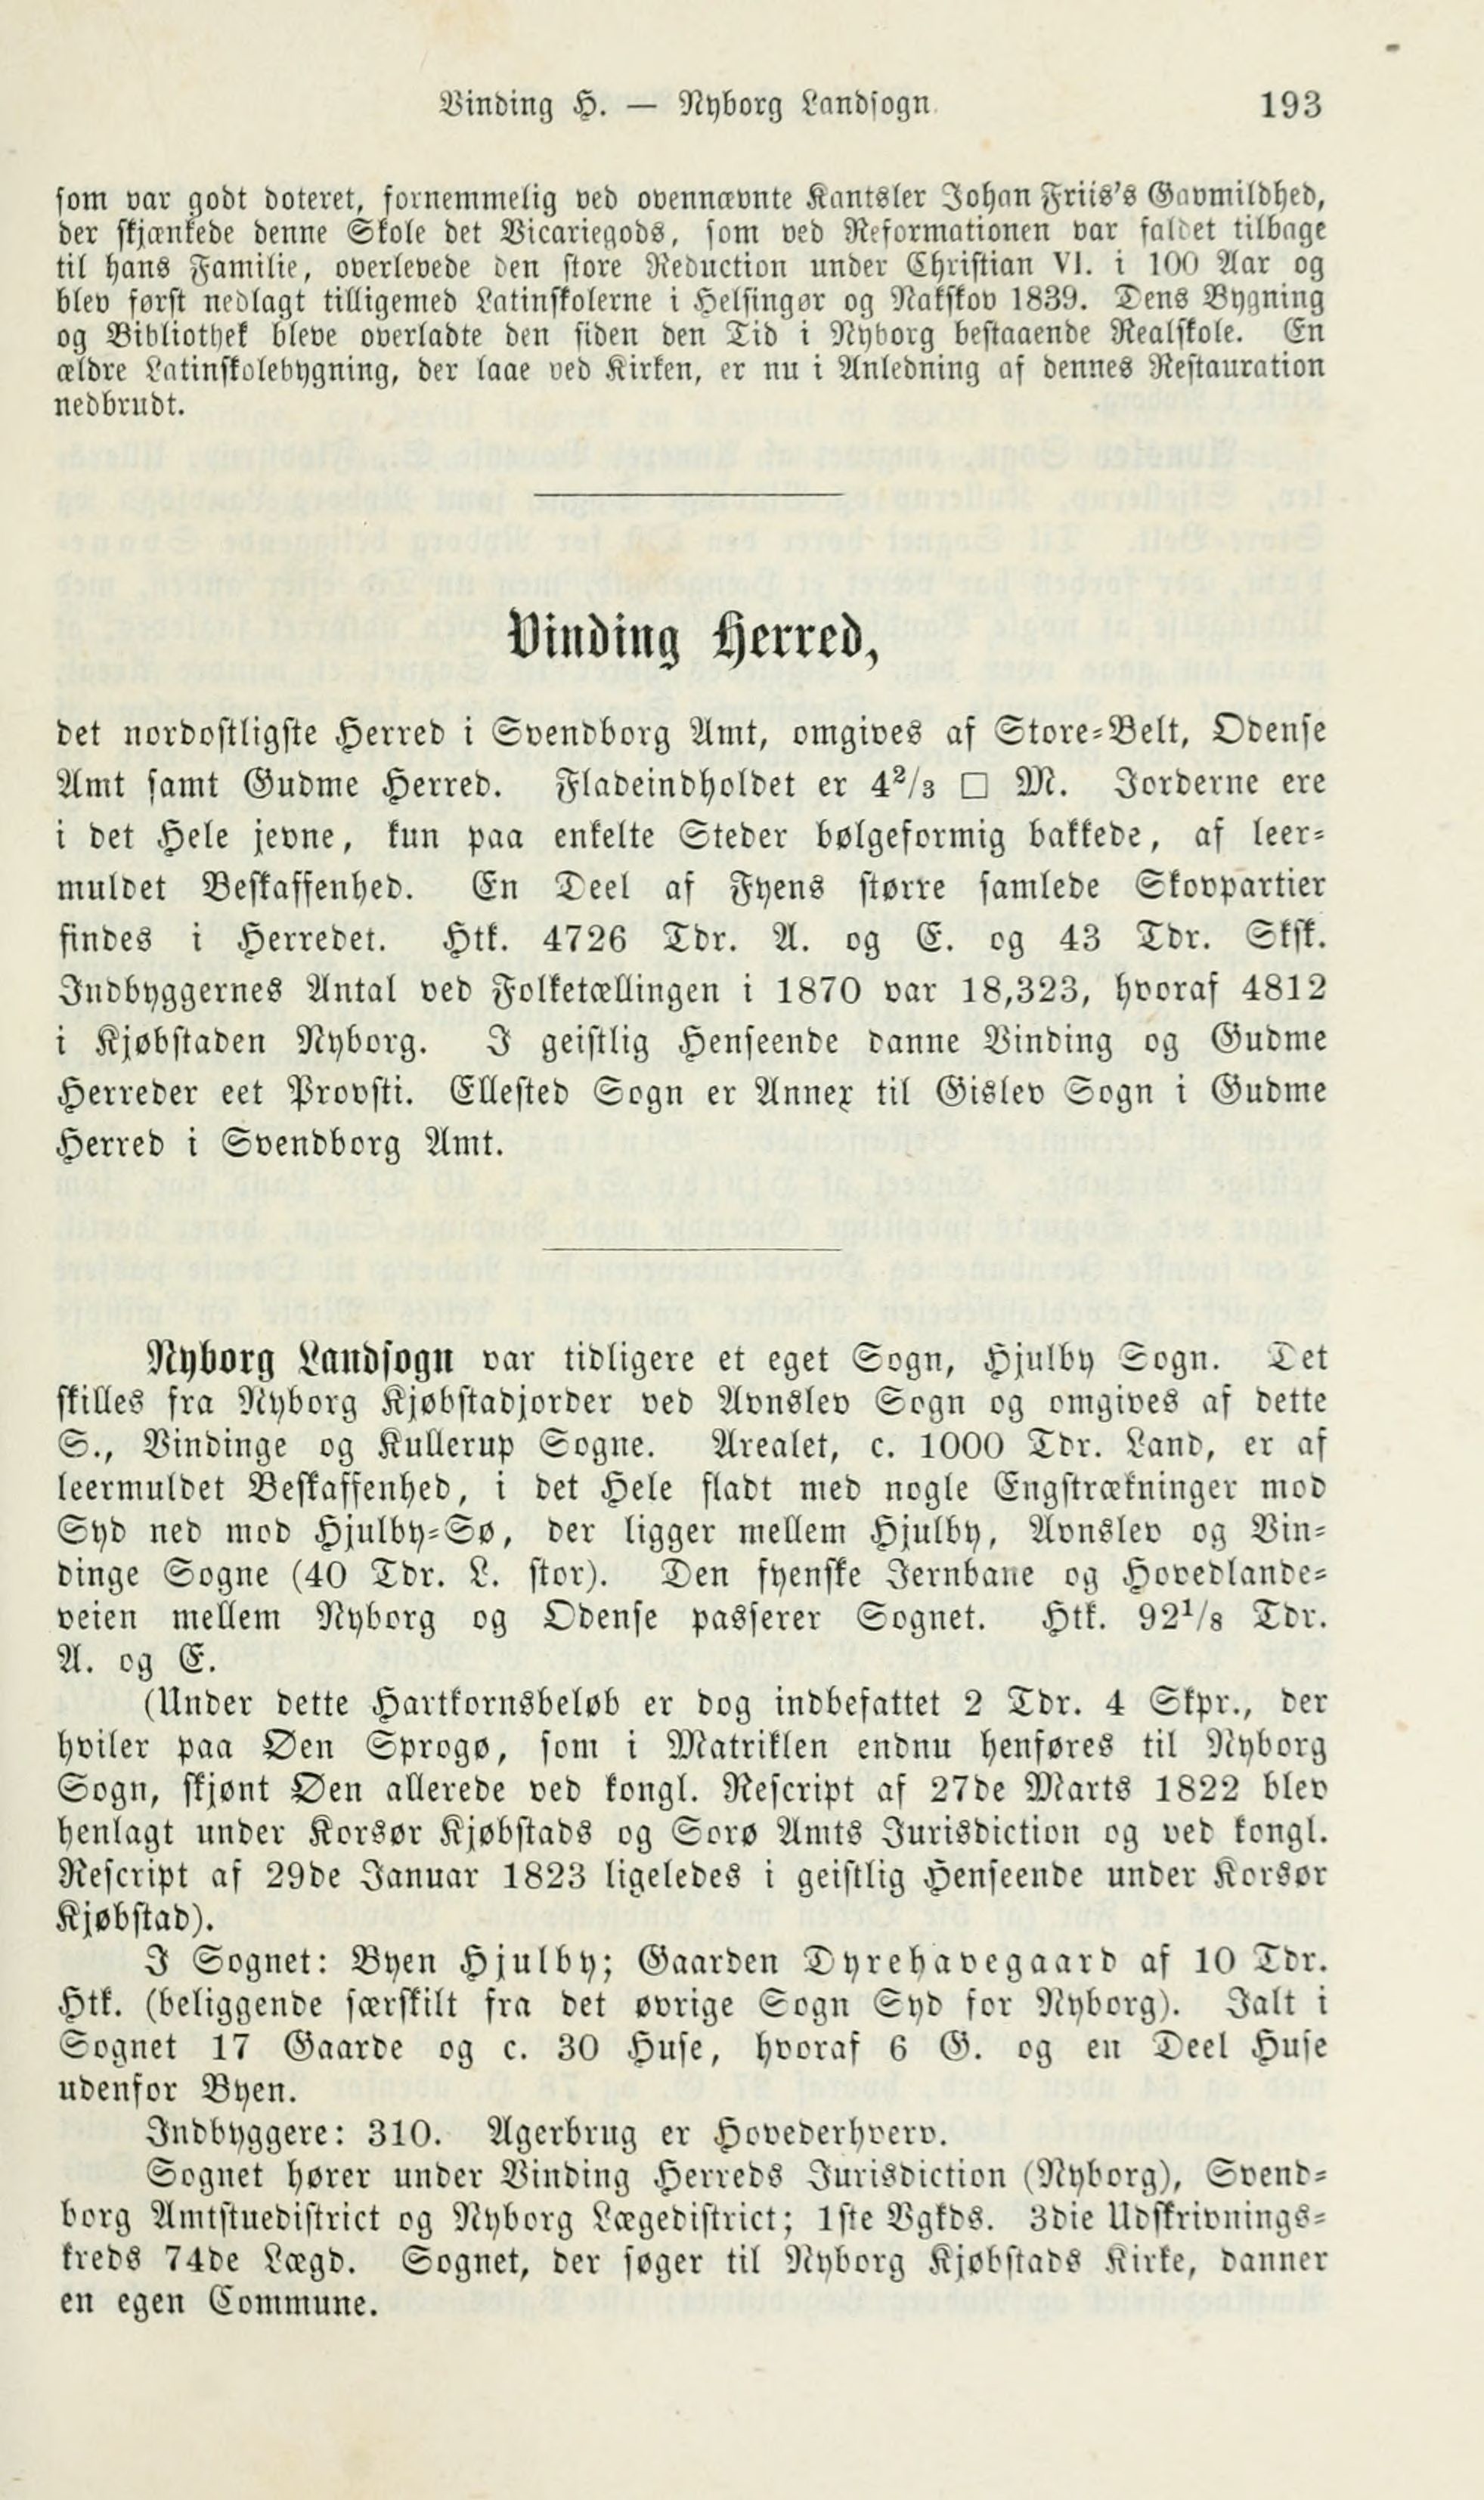 Vinding H. — Nyborg Landsogn. 193
som var godt doteret, fornemmelig ved ovennævnte Kantsler Johan Friis's Gavmildhed,
der skjænkede denne Skole det Vicariegods, som ved Reformationen var faldet tilbage
til hans Familie, overlevede den store Reduction under Christian VI. i 100 Aar og
blev først nedlagt tilligemed Latinskolerne i Helsingør og Nakskov 1839. Dens Bygning
og Bibliothek bleve overladte den siden den Tid i Nyborg bestaaende Realskole. En
ældre Latinskolebygning, der laae ved Kirken, er nu i Anledning af dennes Restauration
nedbrudt.
Vinding Herred,
det nordostligste Herred i Svendborg Amt, omgives af Store-Belt, Odense
Amt samt Gudme Herred. Fladeindholdet er 4²/₃ □ M. Jorderne ere
i det Hele jevne, kun paa enkelte Steder bølgeformig bakkede, af leer-
muldet Beskaffenhed. En Deel af Fyens større samlede Skovpartier
findes i Herredet. Htk. 4726 Tdr. A. og E. og 43 Tdr. Sksk.
Indbyggernes Antal ved Folketællingen i 1870 var 18,323, hvoraf 4812
i Kjøbstaden Nyborg. I geistlig Henseende danne Vinding og Gudme
Herreder eet Provsti. Ellested Sogn er Annex til Gislev Sogn i Gudme
Herred i Svendborg Amt.
Nyborg Landsogn var tidligere et eget Sogn, Hjulby Sogn. Det
skilles fra Nyborg Kjøbstadjorder ved Avnslev Sogn og omgives af dette
S., Vindinge og Kullerup Sogne. Arealet, c. 1000 Tdr. Land, er af
leermuldet Beskaffenhed, i det Hele fladt med nogle Engstrækninger mod
Syd ned mod Hjulby-Sø, der ligger mellem Hjulby, Avnslev og Vin-
dinge Sogne (40 Tdr. L. stor). Den fyenske Jernbane og Hovedlande-
veien mellem Nyborg og Odense passerer Sognet. Htk. 92¹/₈ Tdr.
A. og E.
(Under dette Hartkornsbeløb er dog indbefattet 2 Tdr. 4 Skpr., der
hviler paa Øen Sprogø, som i Matriklen endnu henføres til Nyborg
Sogn, skjønt Øen allerede ved kongl. Rescript af 27de Marts 1822 blev
henlagt under Korsør Kjøbstads og Sorø Amts Jurisdiction og ved kongl.
Rescript af 29de Januar 1823 ligeledes i geistlig Henseende under Korsør
Kjøbstad).
I Sognet: Byen Hjulby; Gaarden Dyrehavegaard af 10 Tdr.
Htk. (beliggende særskilt fra det øvrige Sogn Syd for Nyborg). Ialt i
Sognet 17 Gaarde og c. 30 Huse, hvoraf 6 G. og en Deel Huse
udenfor Byen.
Indbyggere: 310. Agerbrug er Hovederhverv.
Sognet hører under Vinding Herreds Jurisdiction (Nyborg), Svend-
borg Amtstuedistrict og Nyborg Lægedistrict; 1ste Vgkds. 3die Udskrivnings-
kreds 74de Lægd. Sognet, der søger til Nyborg Kjøbstads Kirke, danner
en egen Commune.